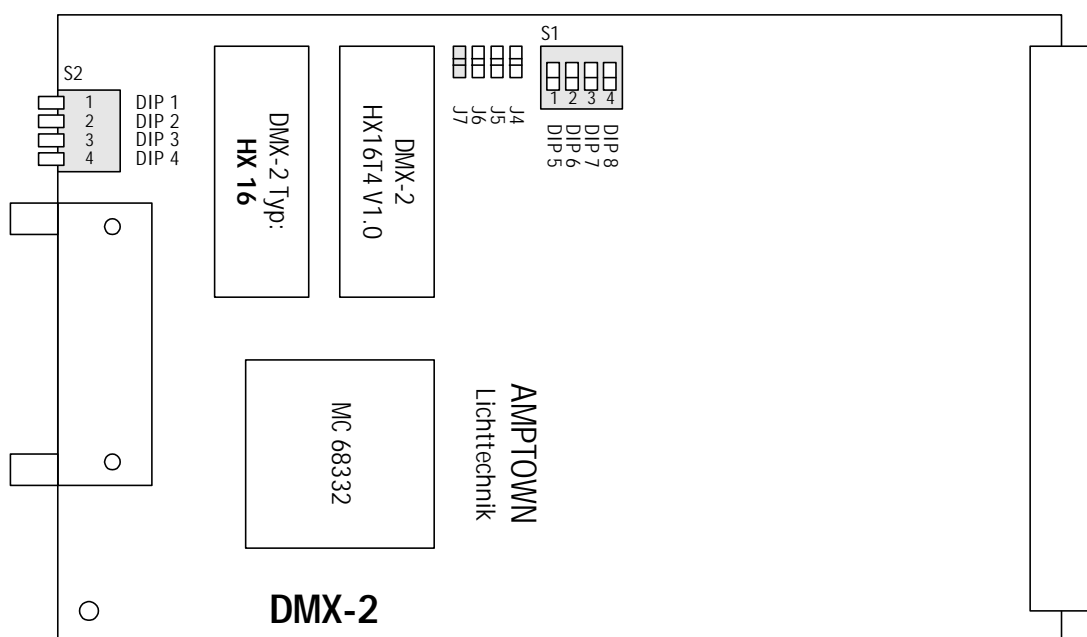 S1
S2
1 DIP 1
2 DIP 2
3 DIP 3
4 DIP 4
DMX-2 Typ:
HX 16
DMX-2
HX16T4 V1.0
J7
J6
J5
J4
1 2 3 4
DIP 5
DIP 6
DIP 7
DIP 8
MC 68332
AMPTOWN
Lichttechnik
DMX-2